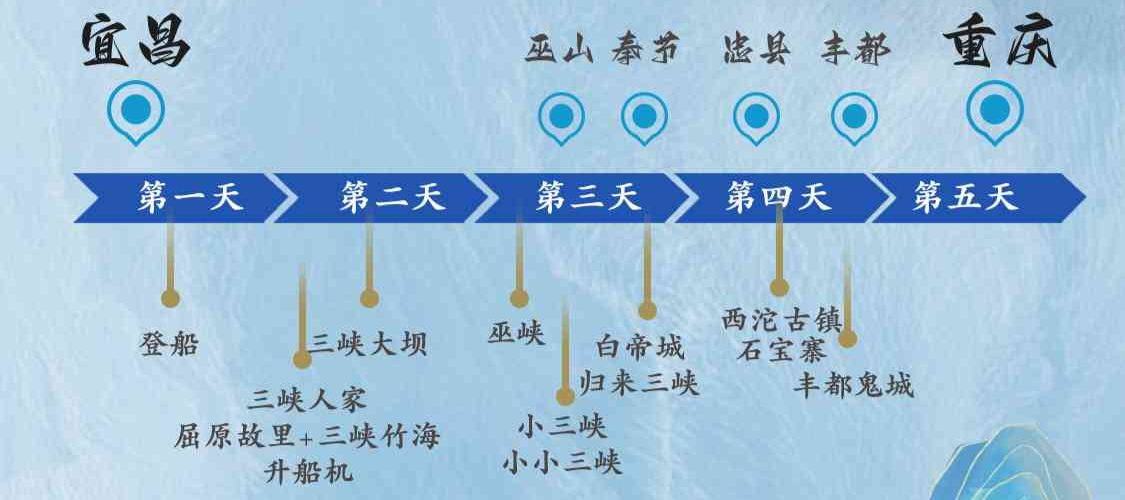 宜昌
巫山 奉节 忠县 丰都
重庆
第一天 第二天 第三天 第四天 第五天
登船
三峡大坝
三峡人家
屈原故里+三峡竹海
升船机
巫峡
小三峡
小小三峡
白帝城
归来三峡
西沱古镇
石宝寨
丰都鬼城